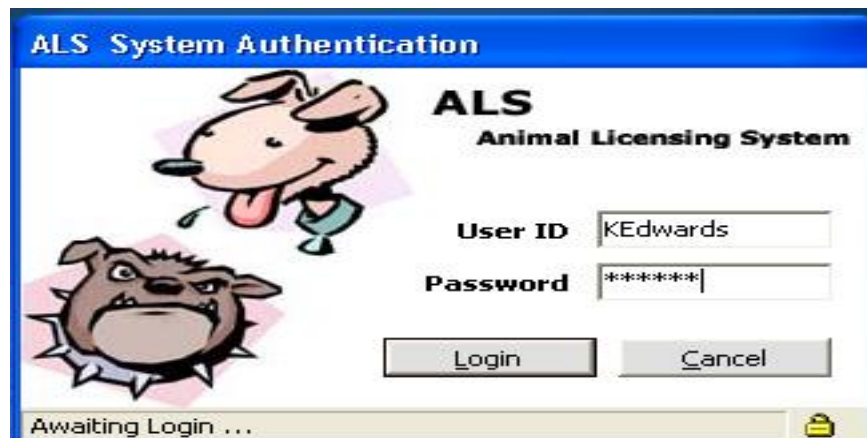 ALS System Authentication
ALS
Animal Licensing System
User ID KEdwards
Password ******
Login Cancel
Awaiting Login ...